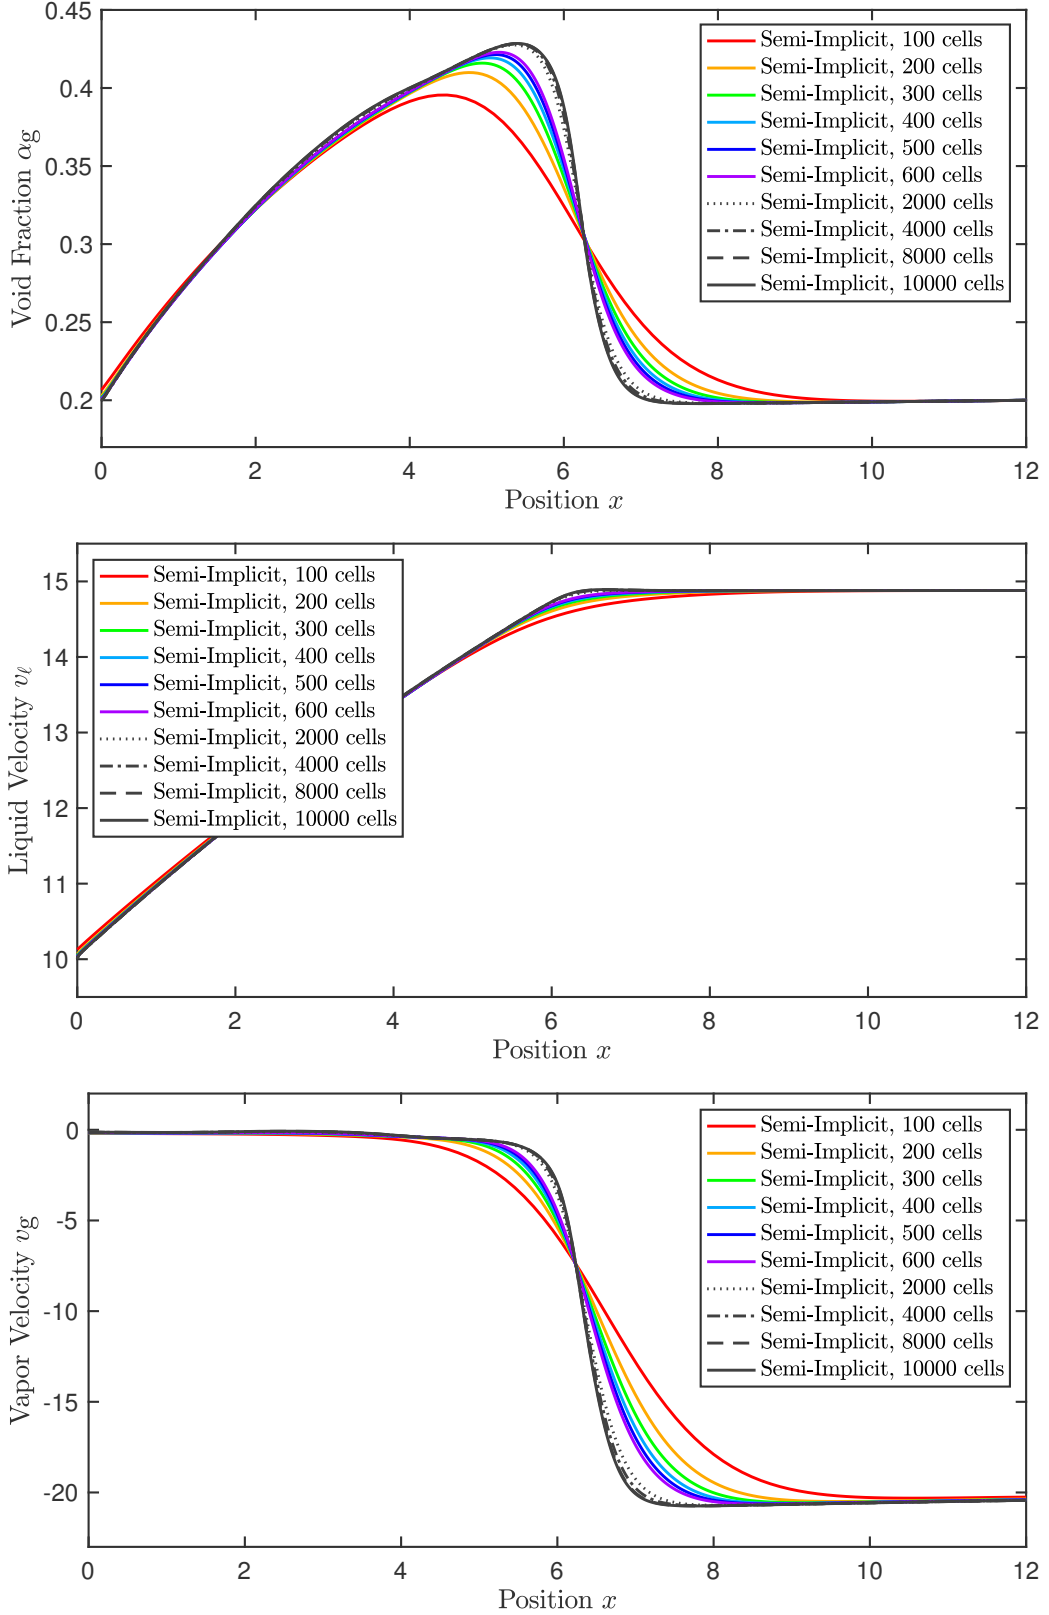 0.45
0.4
0.35
0.3
0.25
0.2
Void Fraction αg
Semi-Implicit, 100 cells
Semi-Implicit, 200 cells
Semi-Implicit, 300 cells
Semi-Implicit, 400 cells
Semi-Implicit, 500 cells
Semi-Implicit, 600 cells
Semi-Implicit, 2000 cells
Semi-Implicit, 4000 cells
Semi-Implicit, 8000 cells
Semi-Implicit, 10000 cells
0 2 4 6 8 10 12
Position x
15
14
13
12
11
10
Liquid Velocity vℓ
Semi-Implicit, 100 cells
Semi-Implicit, 200 cells
Semi-Implicit, 300 cells
Semi-Implicit, 400 cells
Semi-Implicit, 500 cells
Semi-Implicit, 600 cells
Semi-Implicit, 2000 cells
Semi-Implicit, 4000 cells
Semi-Implicit, 8000 cells
Semi-Implicit, 10000 cells
0 2 4 6 8 10 12
Position x
0
-5
-10
-15
-20
Vapor Velocity vg
Semi-Implicit, 100 cells
Semi-Implicit, 200 cells
Semi-Implicit, 300 cells
Semi-Implicit, 400 cells
Semi-Implicit, 500 cells
Semi-Implicit, 600 cells
Semi-Implicit, 2000 cells
Semi-Implicit, 4000 cells
Semi-Implicit, 8000 cells
Semi-Implicit, 10000 cells
0 2 4 6 8 10 12
Position x